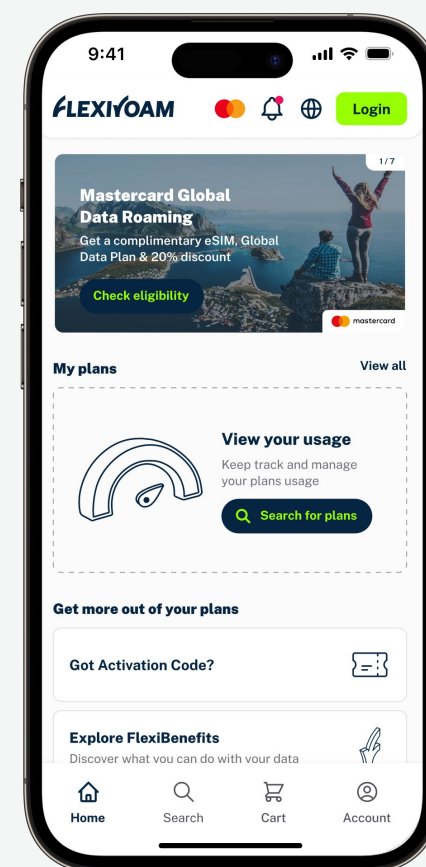 9:41
FLEXIROAM
Login
1/7
Mastercard Global
Data Roaming
Get a complimentary eSIM, Global
Data Plan & 20% discount
Check eligibility
mastercard
My plans
View all
View your usage
Keep track and manage
your plans usage
Search for plans
Get more out of your plans
Got Activation Code?
Explore FlexiBenefits
Discover what you can do with your data
Home
Search
Cart
Account